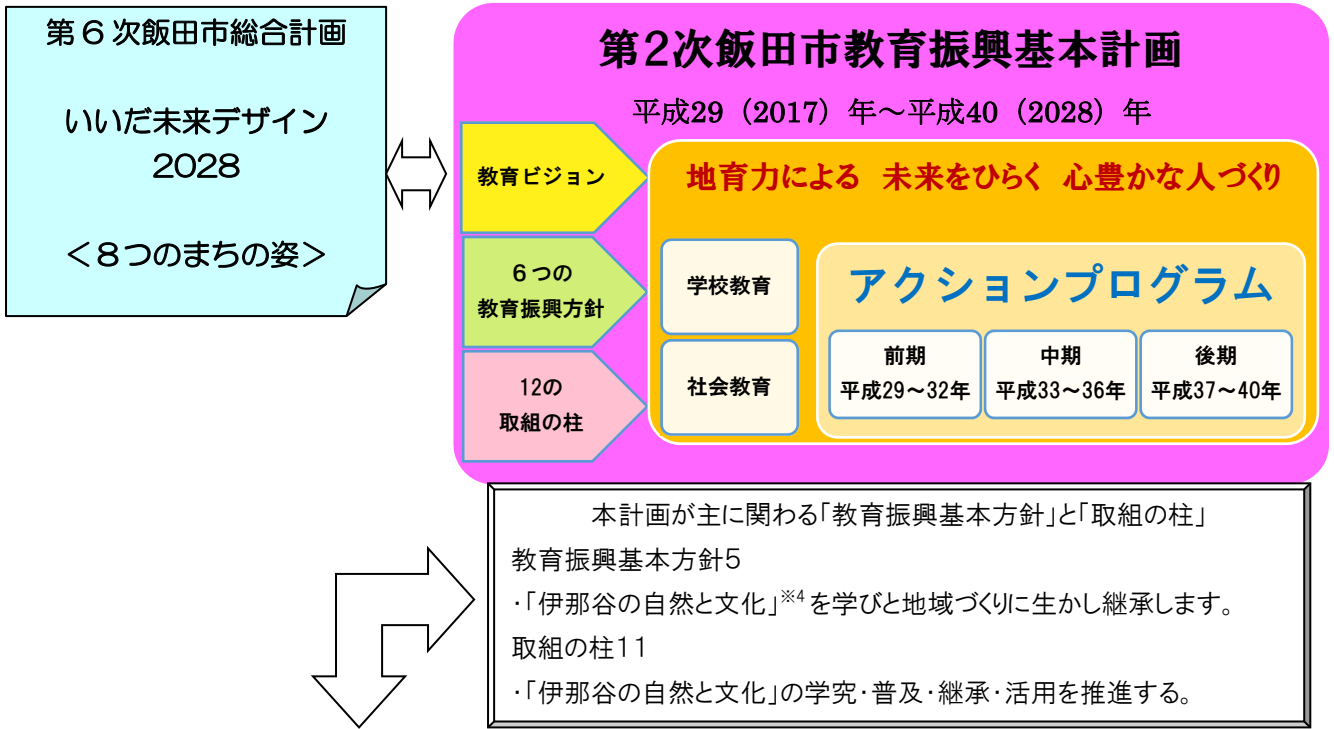 第6次飯田市総合計画
いいだ未来デザイン
2028
＜８つのまちの姿＞
第2次飯田市教育振興基本計画
平成29（2017）年～平成40（2028）年
教育ビジョン
地育力による 未来をひらく 心豊かな人づくり
６つの
教育振興方針
12の
取組の柱
学校教育
社会教育
アクションプログラム
前期
平成29～32年
中期
平成33～36年
後期
平成37～40年
本計画が主に関わる「教育振興基本方針」と「取組の柱」
教育振興基本方針5
・「伊那谷の自然と文化」※4を学びと地域づくりに生かし継承します。
取組の柱11
・「伊那谷の自然と文化」の学究・普及・継承・活用を推進する。